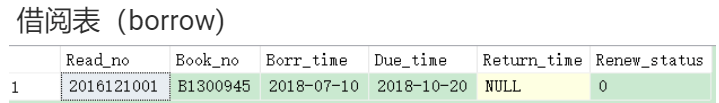 借阅表（borrow)
Read_no Book_no Borr_time Due_time Return_time Renew_status
1 2016121001 B1300945 2018-07-10 2018-10-20 NULL 0